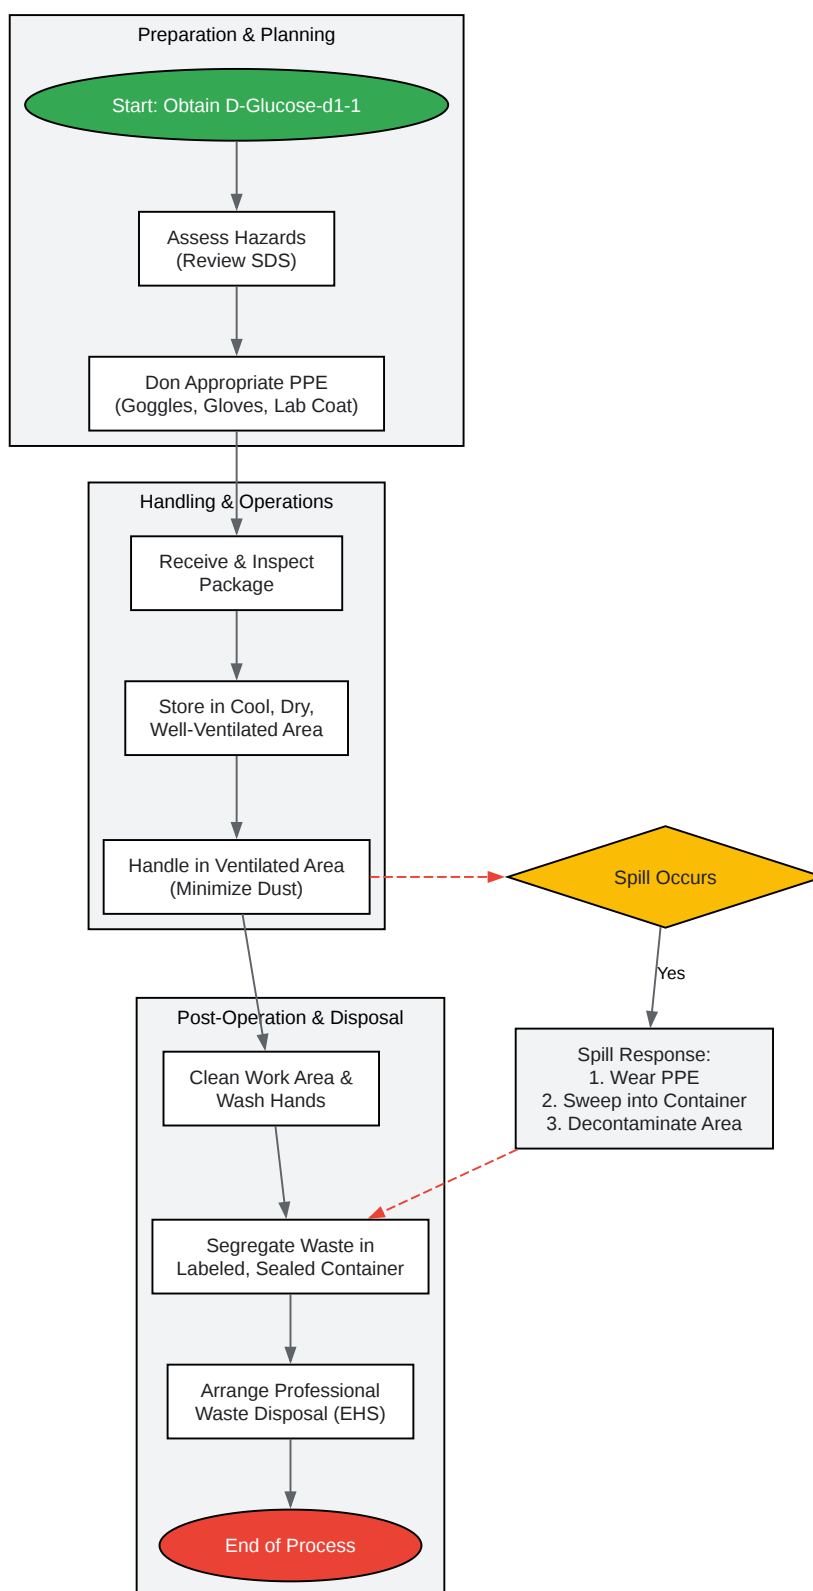 Preparation & Planning
Start: Obtain D-Glucose-d1-1
Assess Hazards
(Review SDS)
Don Appropriate PPE
(Goggles, Gloves, Lab Coat)
Handling & Operations
Receive & Inspect
Package
Store in Cool, Dry,
Well-Ventilated Area
Handle in Ventilated Area
(Minimize Dust)
Spill Occurs
Yes
Spill Response:
1. Wear PPE
2. Sweep into Container
3. Decontaminate Area
Post-Operation & Disposal
Clean Work Area &
Wash Hands
Segregate Waste in
Labeled, Sealed Container
Arrange Professional
Waste Disposal (EHS)
End of Process